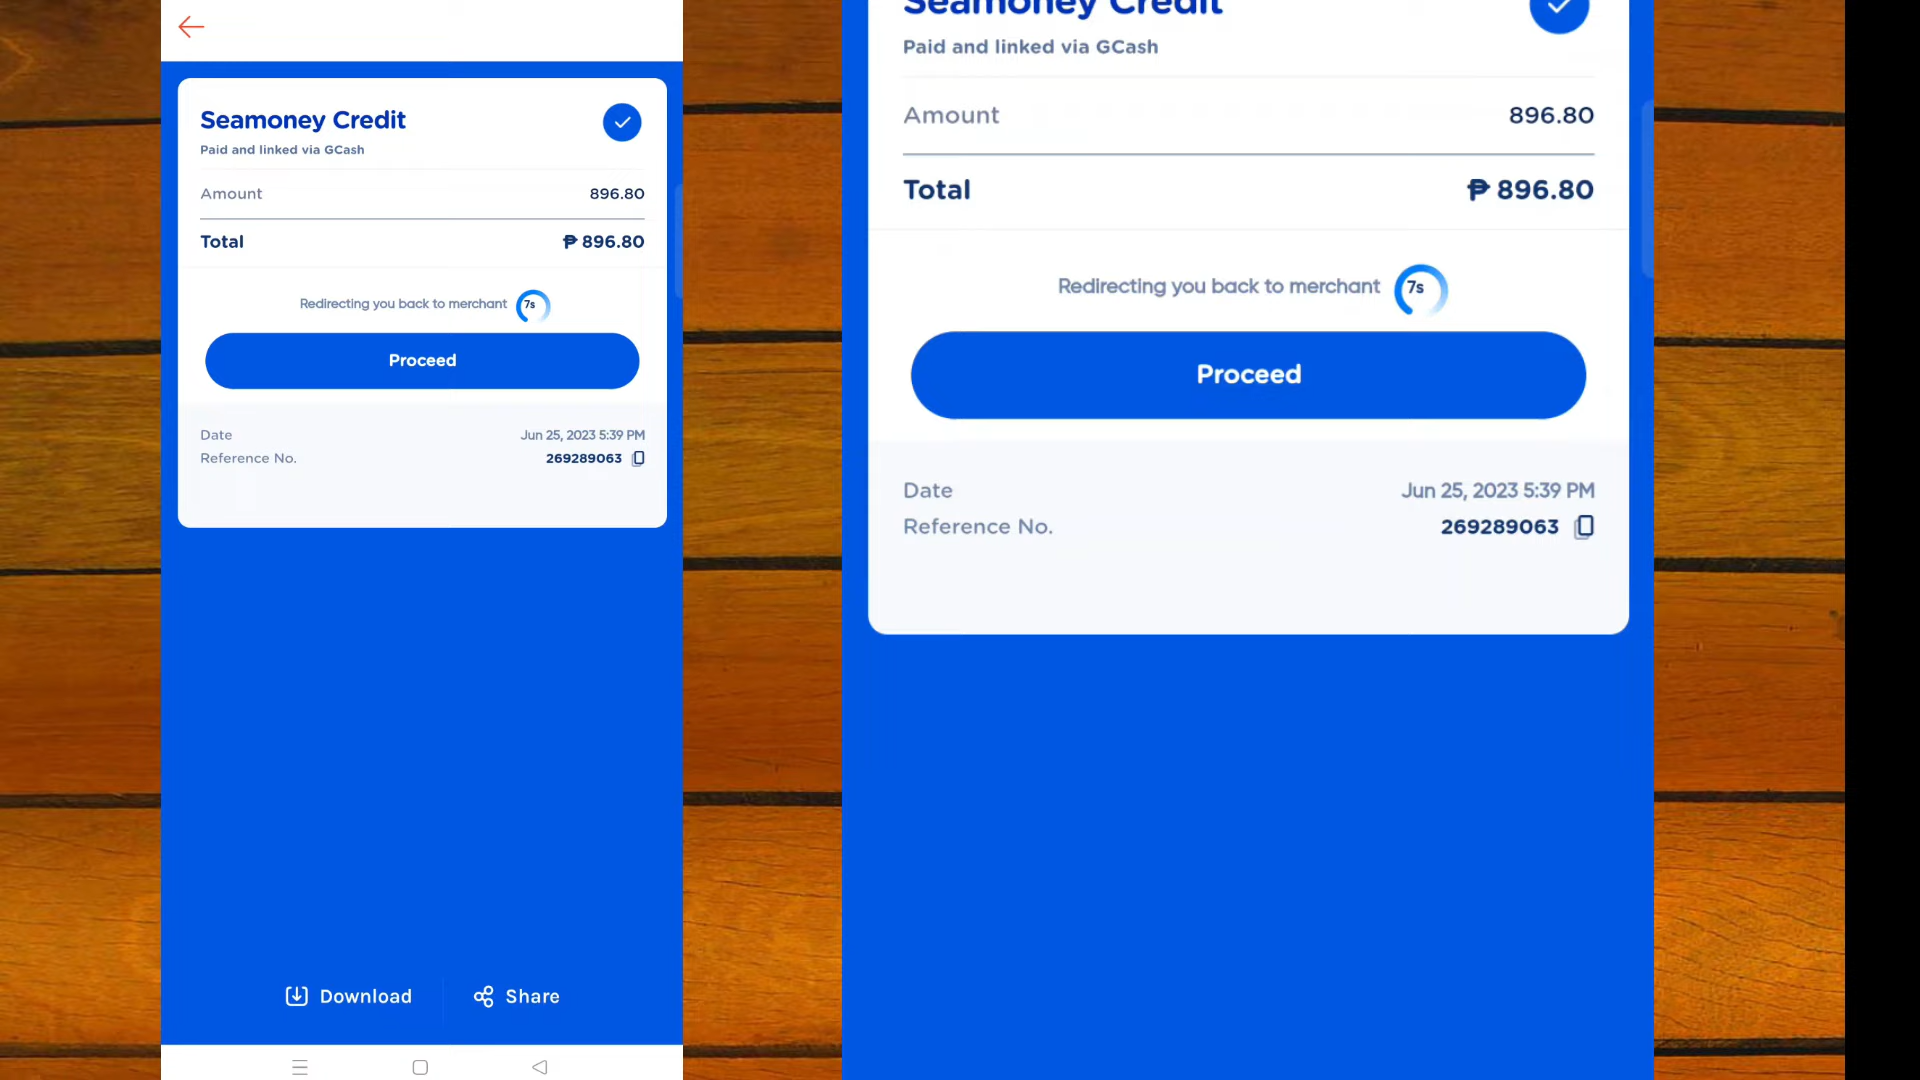 Seamoney Credit
Paid and linked via GCash
Amount 896.80
Total ₱ 896.80
Redirecting you back to merchant 7s
Proceed
Date Jun 25, 2023 5:39 PM
Reference No. 269289063
Download Share
Seamoney Credit
Paid and linked via GCash
Amount 896.80
Total ₱ 896.80
Redirecting you back to merchant 7s
Proceed
Date Jun 25, 2023 5:39 PM
Reference No. 269289063